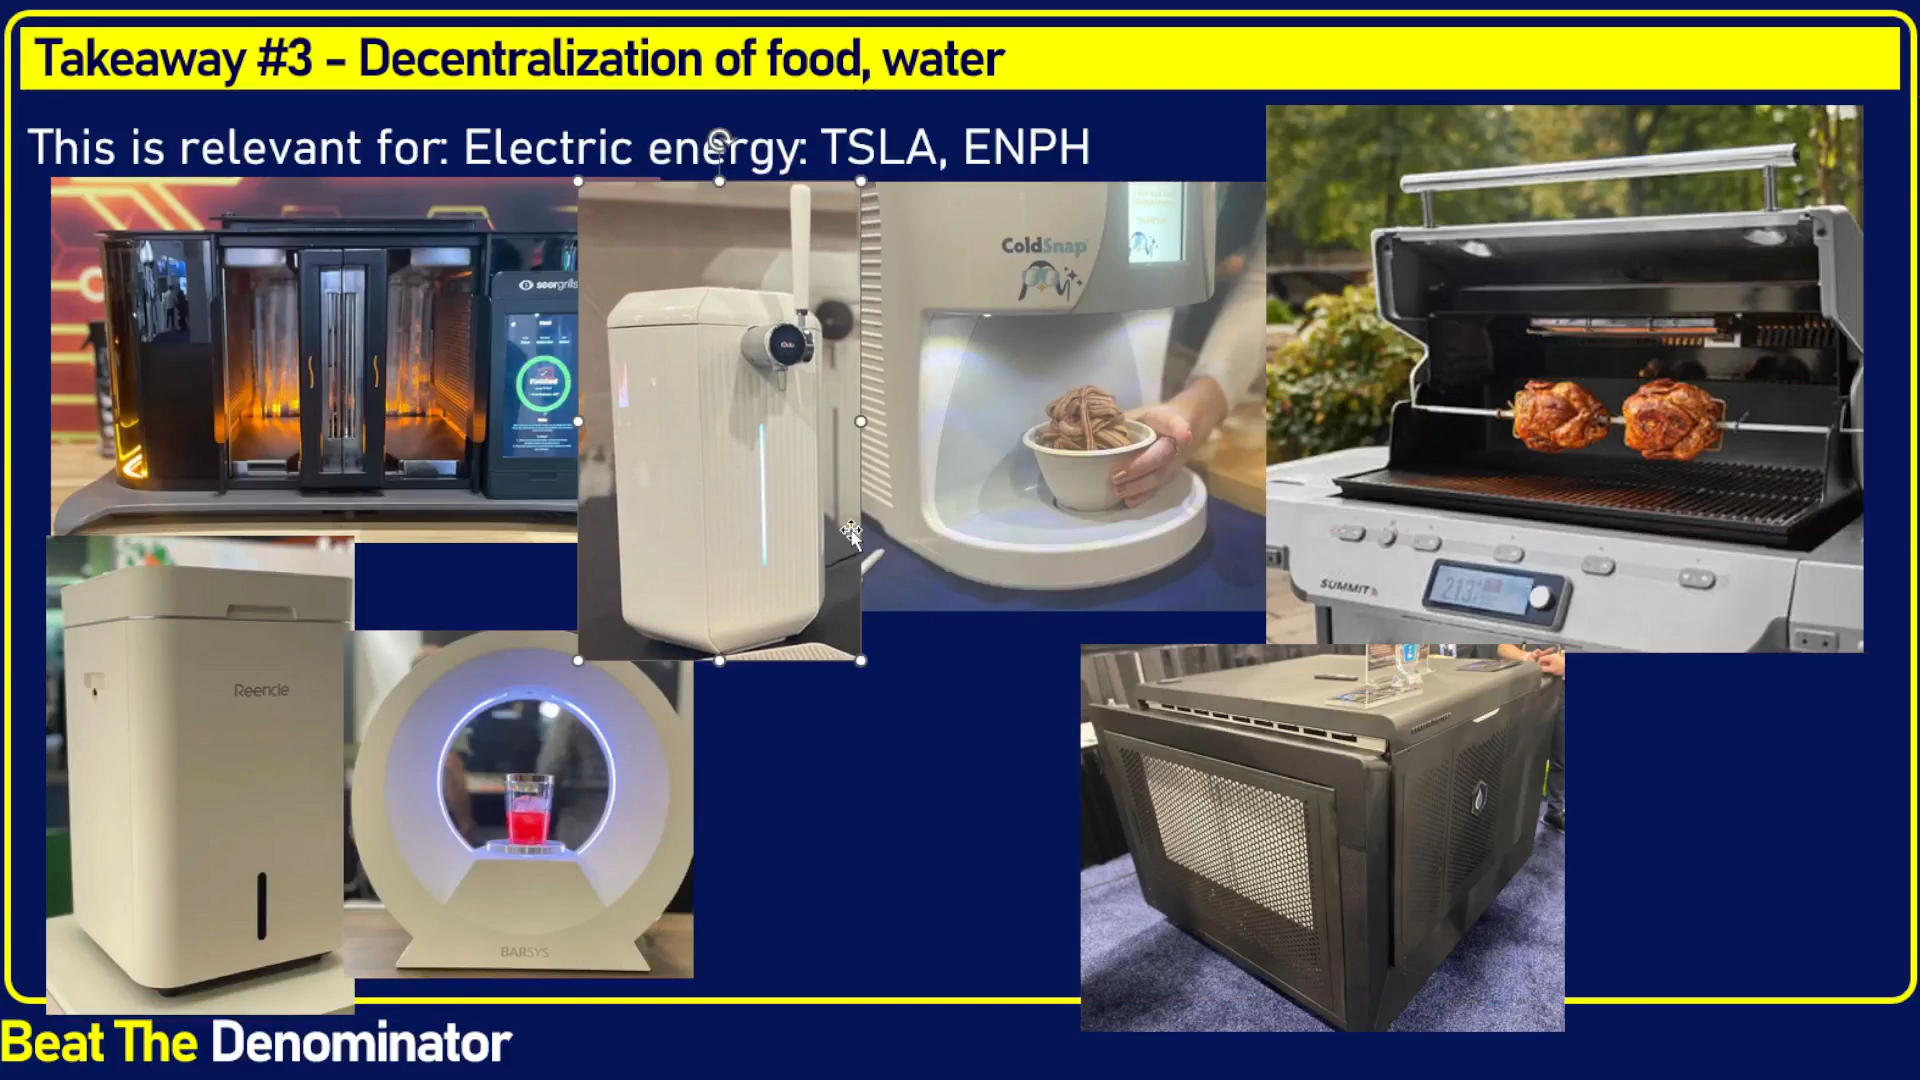 Takeaway #3 - Decentralization of food, water
This is relevant for: Electric energy: TSLA, ENPH
seergrills
Finished
ColdSnap
SUMMIT
213
Reencle
BARSYS
Beat The Denominator